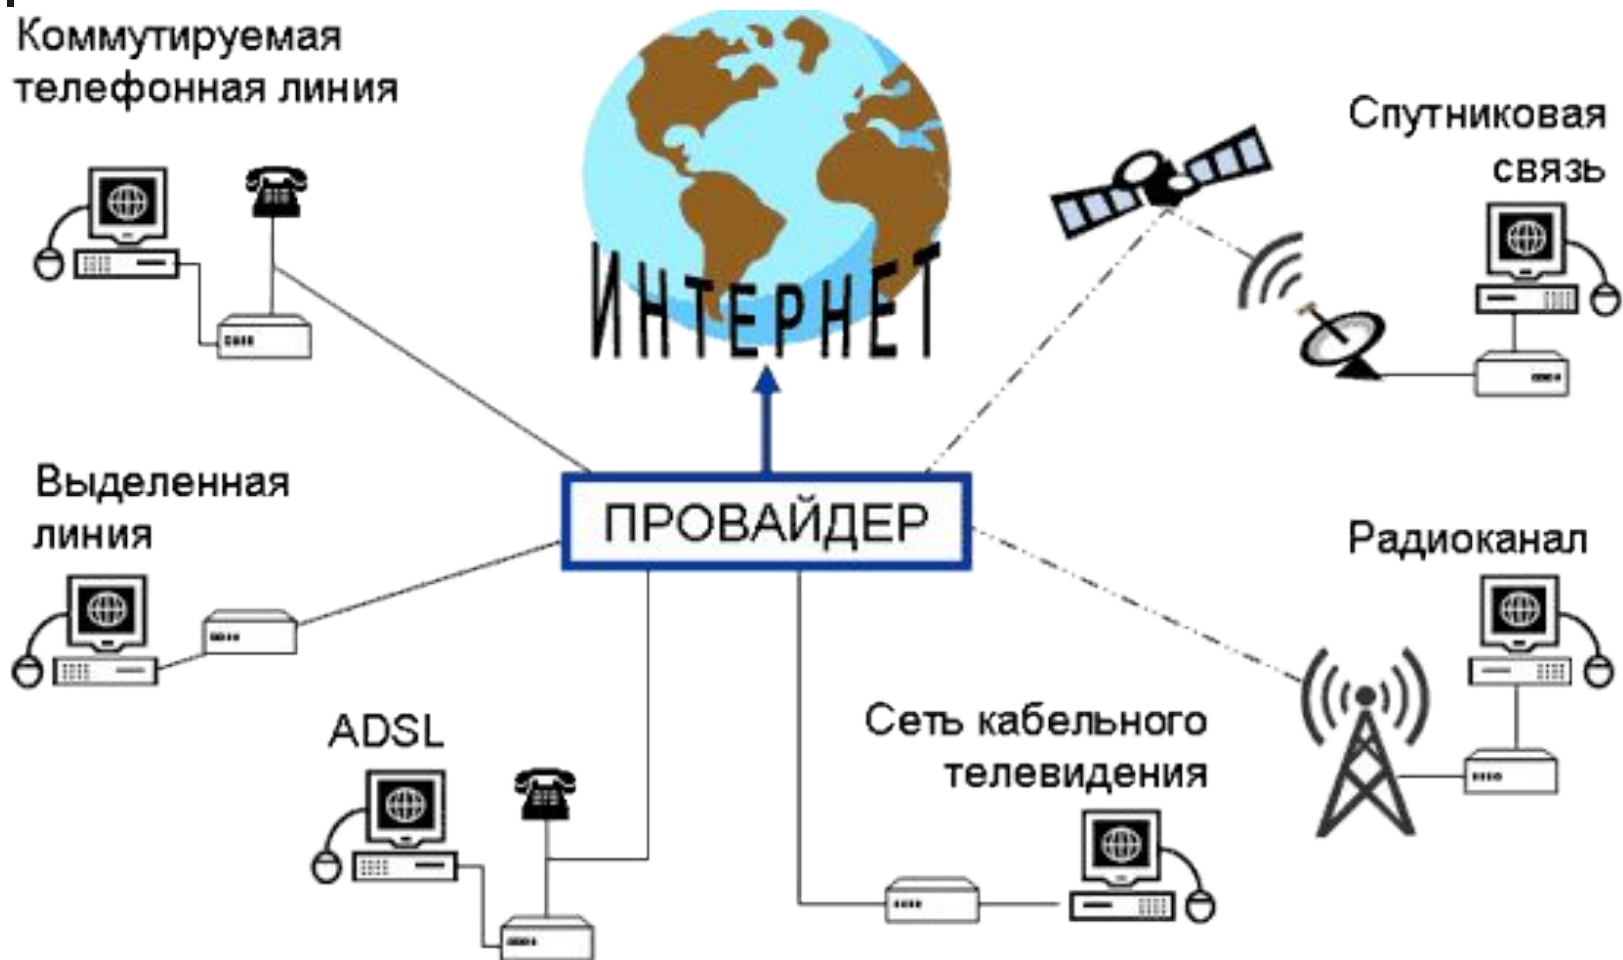 Коммутируемая
телефонная линия
ИНТЕРНЕТ
Спутниковая
связь
Выделенная
линия
ПРОВАЙДЕР
Радиоканал
ADSL
Сеть кабельного
телевидения